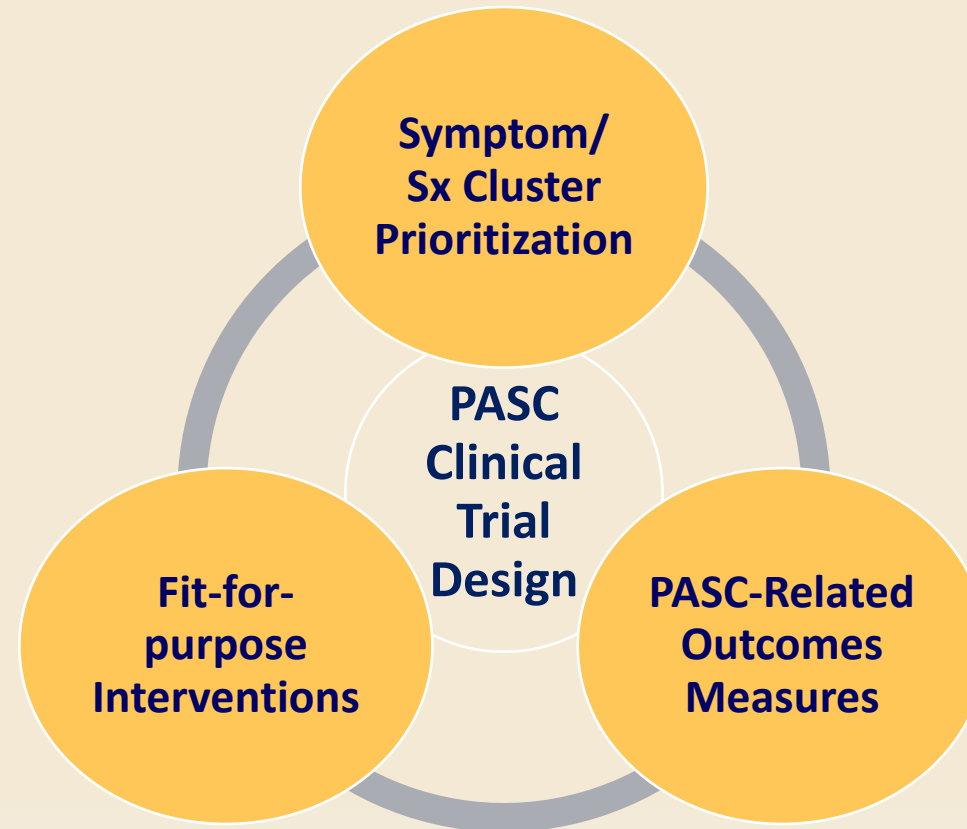 Symptom/
Sx Cluster
Prioritization
PASC
Clinical
Trial
Design
Fit-for-
purpose
Interventions
PASC-Related
Outcomes
Measures